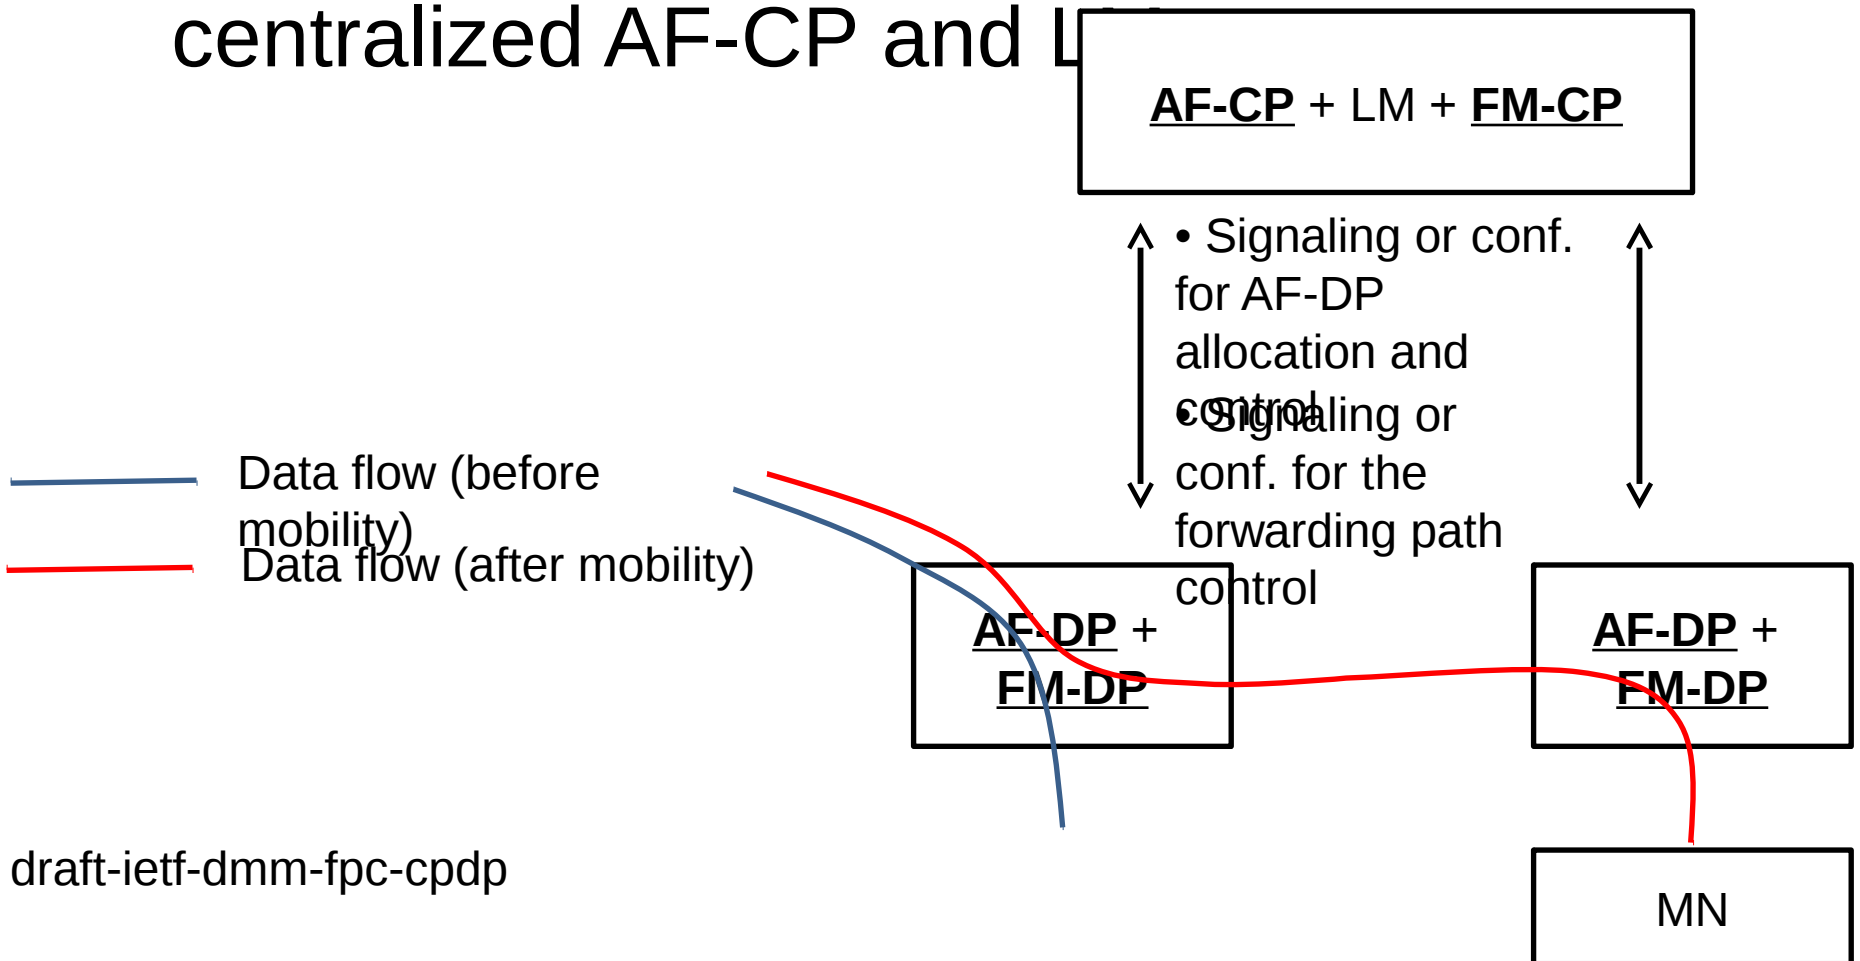 centralized AF-CP and
AF-CP + LM + FM-CP
• Signaling or conf.
for AF-DP
allocation and
control
• Signaling or
conf. for the
forwarding path
control
Data flow (before
mobility)
Data flow (after mobility)
AF-DP +
FM-DP
AF-DP +
FM-DP
draft-ietf-dmm-fpc-cpdp
MN